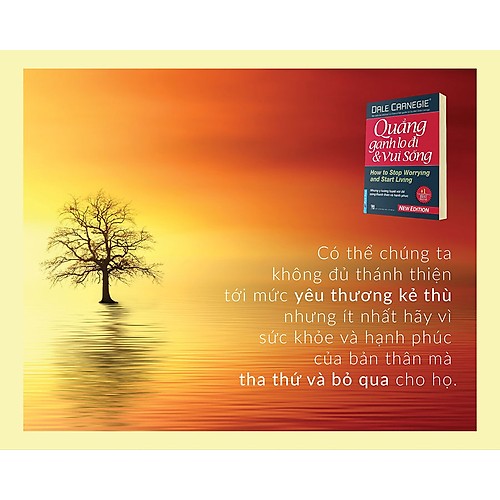 DALE CARNEGIE
Quẳng
gánh lo đi
& Vui Sống
How to Stop Worrying
and Start Living
NEW EDITION
Có thể chúng ta
không đủ thánh thiện
tới mức yêu thương kẻ thù
nhưng ít nhất hãy vì
sức khỏe và hạnh phúc
của bản thân mà
tha thứ và bỏ qua cho họ.